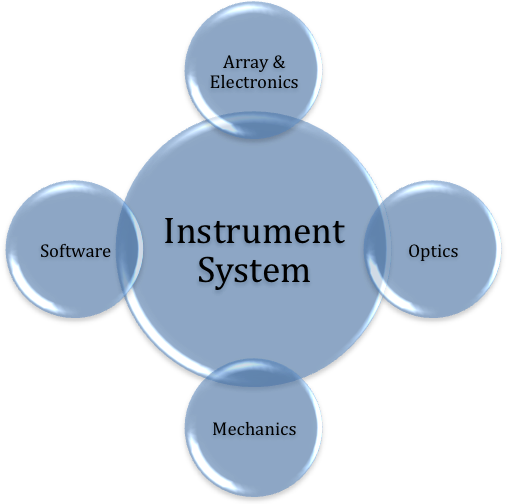 Array &
Electronics
Software
Instrument
System
Optics
Mechanics